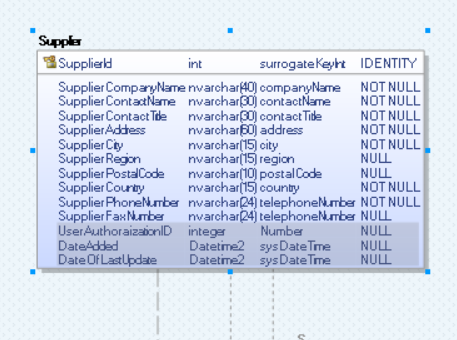 Supplier
SupplierId int surrogateKeyInt IDENTITY
SupplierCompanyName nvarchar(40) companyName NOT NULL
SupplierContactName nvarchar(30) contactName NOT NULL
SupplierContactTitle nvarchar(30) contactTitle NOT NULL
SupplierAddress nvarchar(60) address NOT NULL
SupplierCity nvarchar(15) city NOT NULL
SupplierRegion nvarchar(15) region NULL
SupplierPostalCode nvarchar(10) postalCode NULL
SupplierCountry nvarchar(15) country NOT NULL
SupplierPhoneNumber nvarchar(24) telephoneNumber NOT NULL
SupplierFaxNumber nvarchar(24) telephoneNumber NULL
UserAuthoraizationID integer Number NULL
DateAdded Datetime2 sysDateTime NULL
DateOfLastUpdate Datetime2 sysDateTime NULL